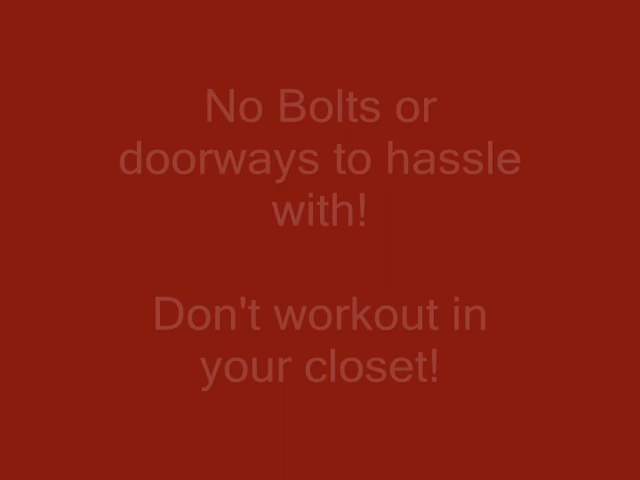 No Bolts or
doorways to hassle
with!
Don't workout in
your closet!